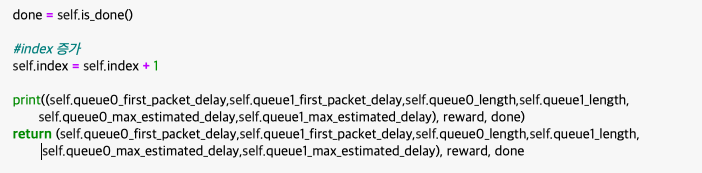 done = self.is_done()
#index 증가
self.index = self.index + 1
print((self.queue0_first_packet_delay,self.queue1_first_packet_delay,self.queue0_length,self.queue1_length,
self.queue0_max_estimated_delay,self.queue1_max_estimated_delay), reward, done)
return (self.queue0_first_packet_delay,self.queue1_first_packet_delay,self.queue0_length,self.queue1_length,
self.queue0_max_estimated_delay,self.queue1_max_estimated_delay), reward, done